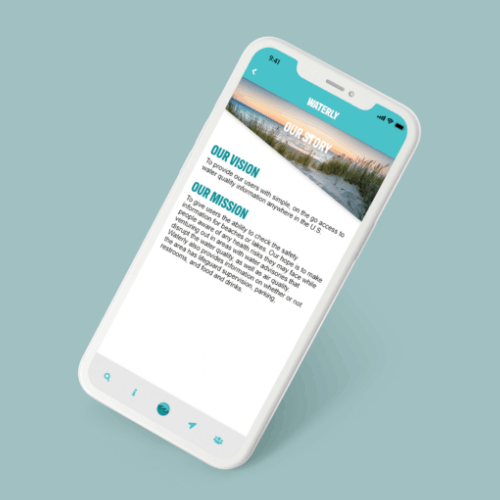 9:41
WATERLY
OUR STORY
OUR VISION
To provide our users with simple, on the go access to
water quality information anywhere in the U.S.
OUR MISSION
To give users the ability to check the safety
information for beaches or lakes. Our hope is to make
people aware of any health risks they may face while
venturing out in areas with water advisories that
disrupt the water quality, as well as air quality.
Waterly also provides information on whether or not
the area has lifeguard supervision, parking,
restrooms, and food and drinks.